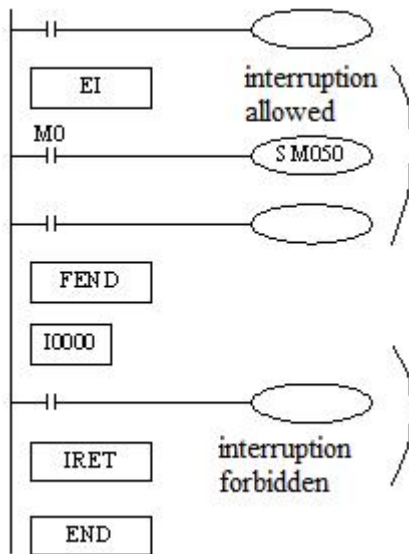 EI
interruption
allowed
M0
SM050
FEND
I0000
interruption
forbidden
IRET
END